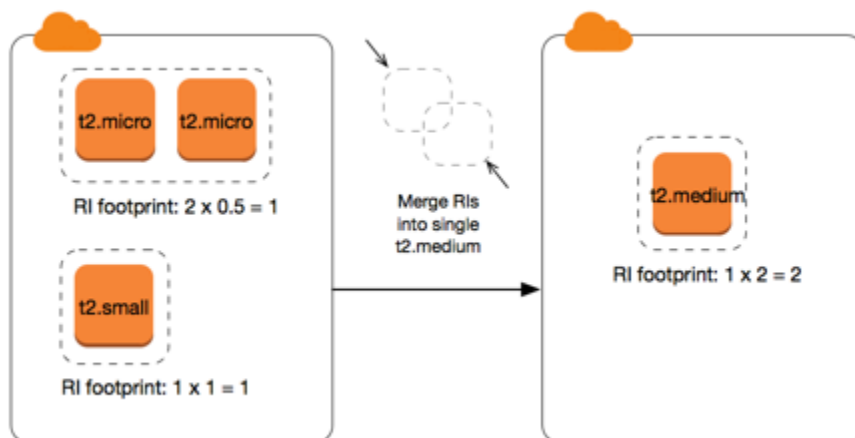 t2.micro
t2.micro
RI footprint: 2 x 0.5 = 1
t2.small
RI footprint: 1 x 1 = 1
Merge RIs
into single
t2.medium
t2.medium
RI footprint: 1 x 2 = 2